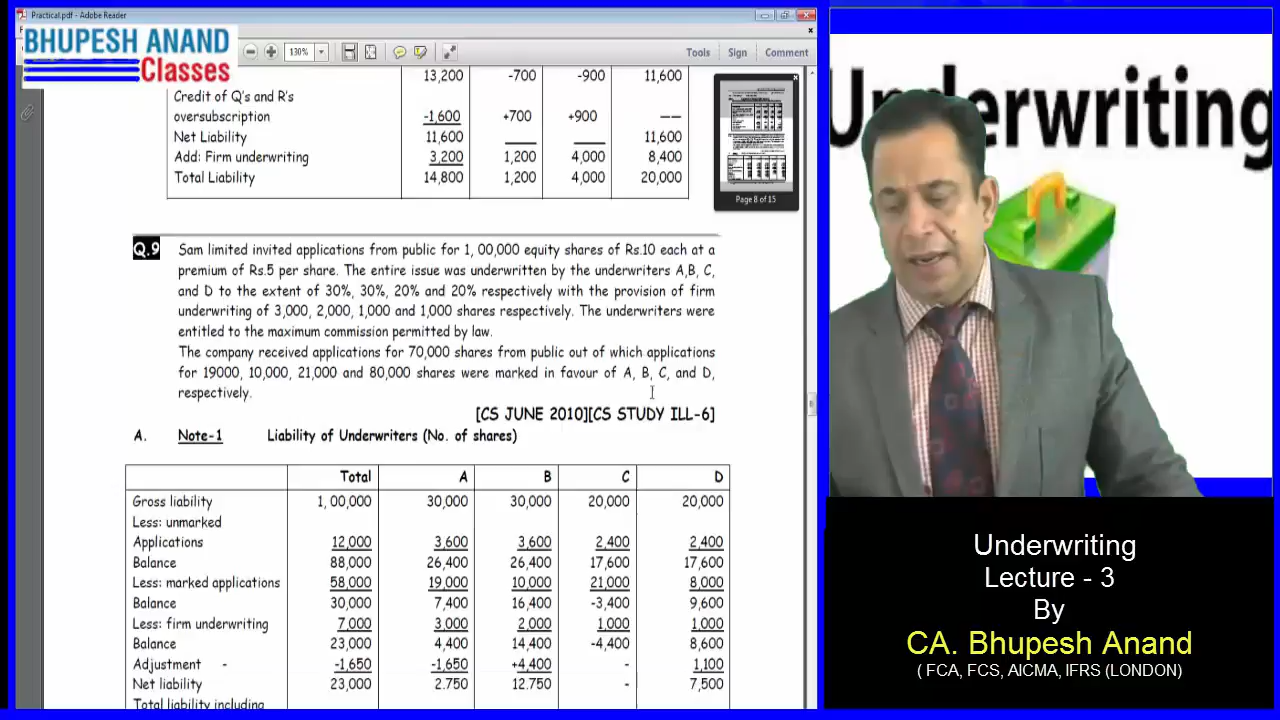 Practical.pdf - Adobe Reader
BHUPESH ANAND
Classes
130%
Tools Sign Comment
13,200 -700 -900 11,600
Credit of Q's and R's
oversubscription -1,600 +700 +900 ——
Net Liability 11,600 11,600
Add: Firm underwriting 3,200 1,200 4,000 8,400
Total Liability 14,800 1,200 4,000 20,000
Page 8 of 15
Underwriting
Q.9 Sam limited invited applications from public for 1, 00,000 equity shares of Rs.10 each at a
premium of Rs.5 per share. The entire issue was underwritten by the underwriters A,B, C,
and D to the extent of 30%, 30%, 20% and 20% respectively with the provision of firm
underwriting of 3,000, 2,000, 1,000 and 1,000 shares respectively. The underwriters were
entitled to the maximum commission permitted by law.
The company received applications for 70,000 shares from public out of which applications
for 19000, 10,000, 21,000 and 80,000 shares were marked in favour of A, B, C, and D,
respectively.
[CS JUNE 2010][CS STUDY ILL-6]
A. Note-1 Liability of Underwriters (No. of shares)
Total A B C D
Gross liability 1, 00,000 30,000 30,000 20,000 20,000
Less: unmarked
Applications 12,000 3,600 3,600 2,400 2,400
Balance 88,000 26,400 26,400 17,600 17,600
Less: marked applications 58,000 19,000 10,000 21,000 8,000
Balance 30,000 7,400 16,400 -3,400 9,600
Less: firm underwriting 7,000 3,000 2,000 1,000 1,000
Balance 23,000 4,400 14,400 -4,400 8,600
Adjustment - -1,650 -1,650 +4,400 - 1,100
Net liability 23,000 2.750 12.750 - 7,500
Total liability including
Underwriting
Lecture - 3
By
CA. Bhupesh Anand
( FCA, FCS, AICMA, IFRS (LONDON)